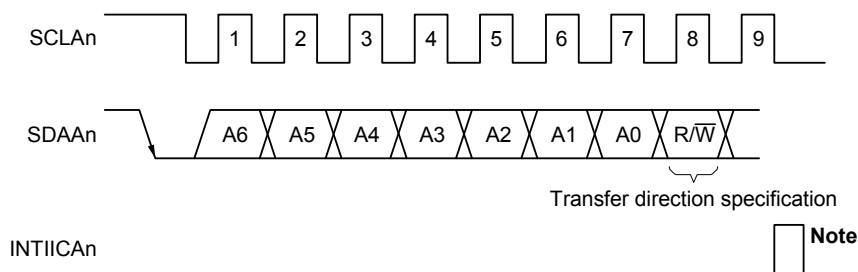 SCLAn 1 2 3 4 5 6 7 8 9
SDAAn A6 A5 A4 A3 A2 A1 A0 R/W̅
Transfer direction specification
INTIICAn Note